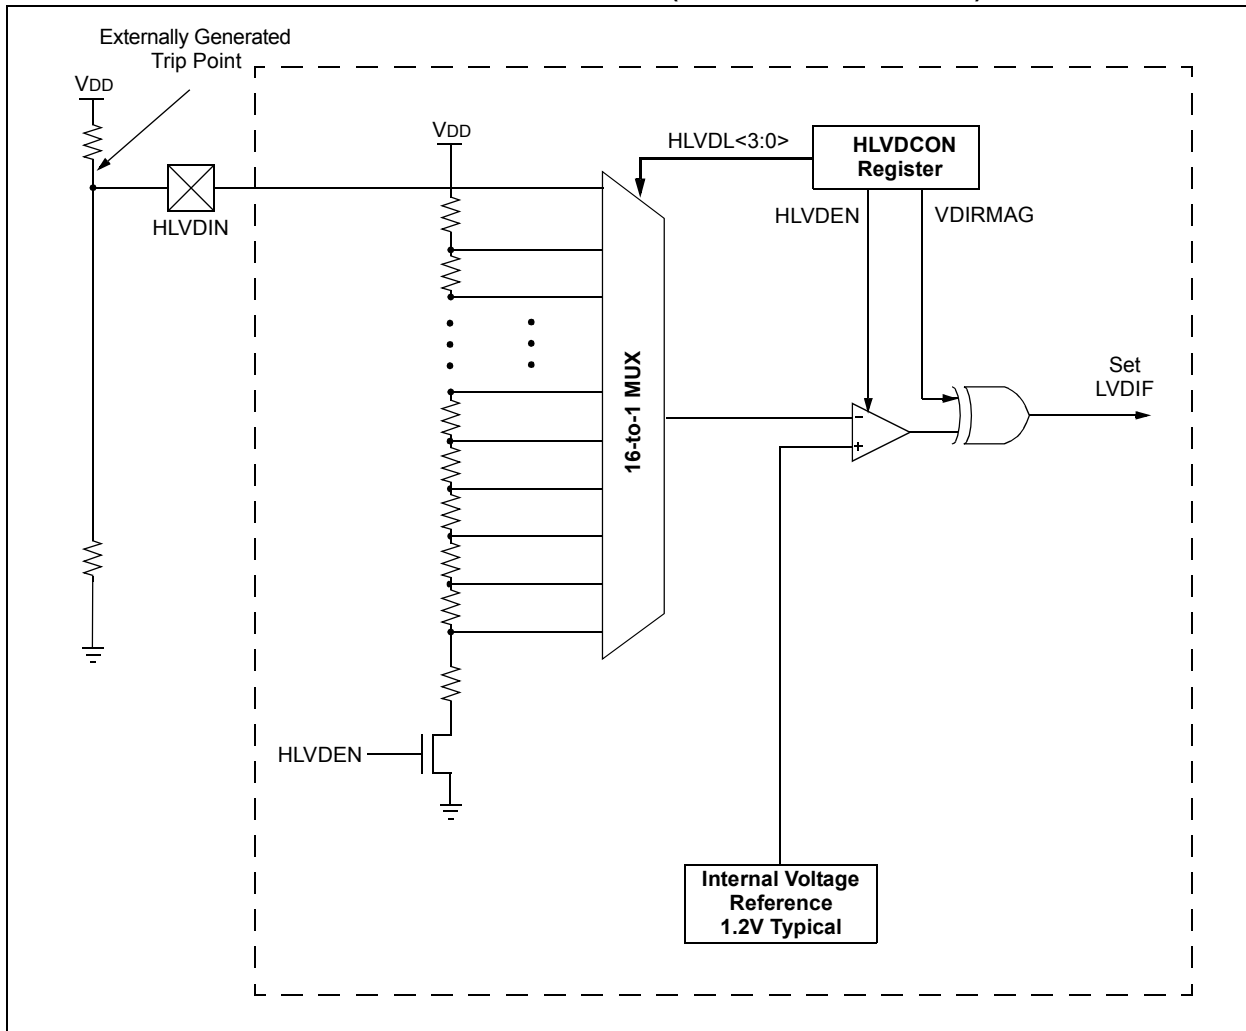 Externally Generated
Trip Point
VDD
VDD
HLVDL<3:0>
HLVDCON
Register
HLVDIN
HLVDEN
VDIRMAG
16-to-1 MUX
Set
LVDIF
–
+
HLVDEN
Internal Voltage
Reference
1.2V Typical